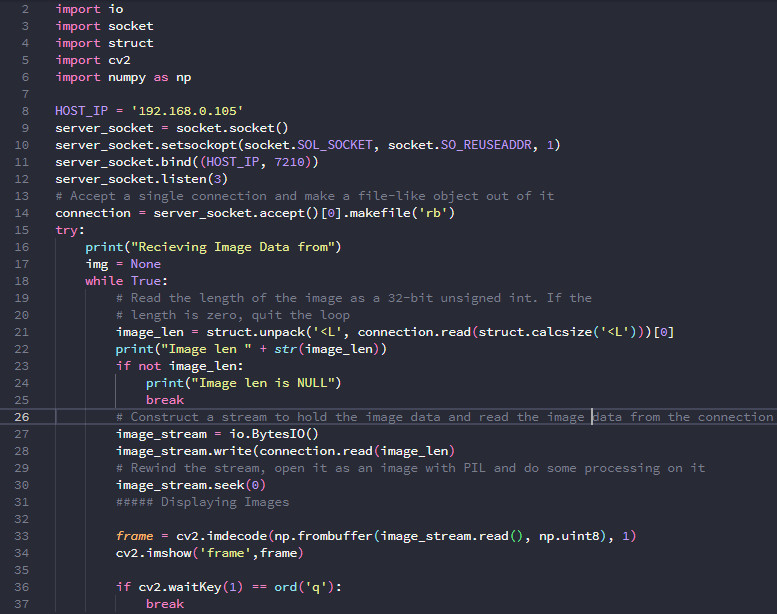 2 import io
3 import socket
4 import struct
5 import cv2
6 import numpy as np
7
8 HOST_IP = '192.168.0.105'
9 server_socket = socket.socket()
10 server_socket.setsockopt(socket.SOL_SOCKET, socket.SO_REUSEADDR, 1)
11 server_socket.bind((HOST_IP, 7210))
12 server_socket.listen(3)
13 # Accept a single connection and make a file-like object out of it
14 connection = server_socket.accept()[0].makefile('rb')
15 try:
16     print("Recieving Image Data from")
17     img = None
18     while True:
19         # Read the length of the image as a 32-bit unsigned int. If the
20         # length is zero, quit the loop
21         image_len = struct.unpack('<L', connection.read(struct.calcsize('<L')))[0]
22         print("Image len " + str(image_len))
23         if not image_len:
24             print("Image len is NULL")
25             break
26         # Construct a stream to hold the image data and read the image data from the connection
27         image_stream = io.BytesIO()
28         image_stream.write(connection.read(image_len)
29         # Rewind the stream, open it as an image with PIL and do some processing on it
30         image_stream.seek(0)
31         ##### Displaying Images
32
33         frame = cv2.imdecode(np.frombuffer(image_stream.read(), np.uint8), 1)
34         cv2.imshow('frame',frame)
35
36         if cv2.waitKey(1) == ord('q'):
37             break